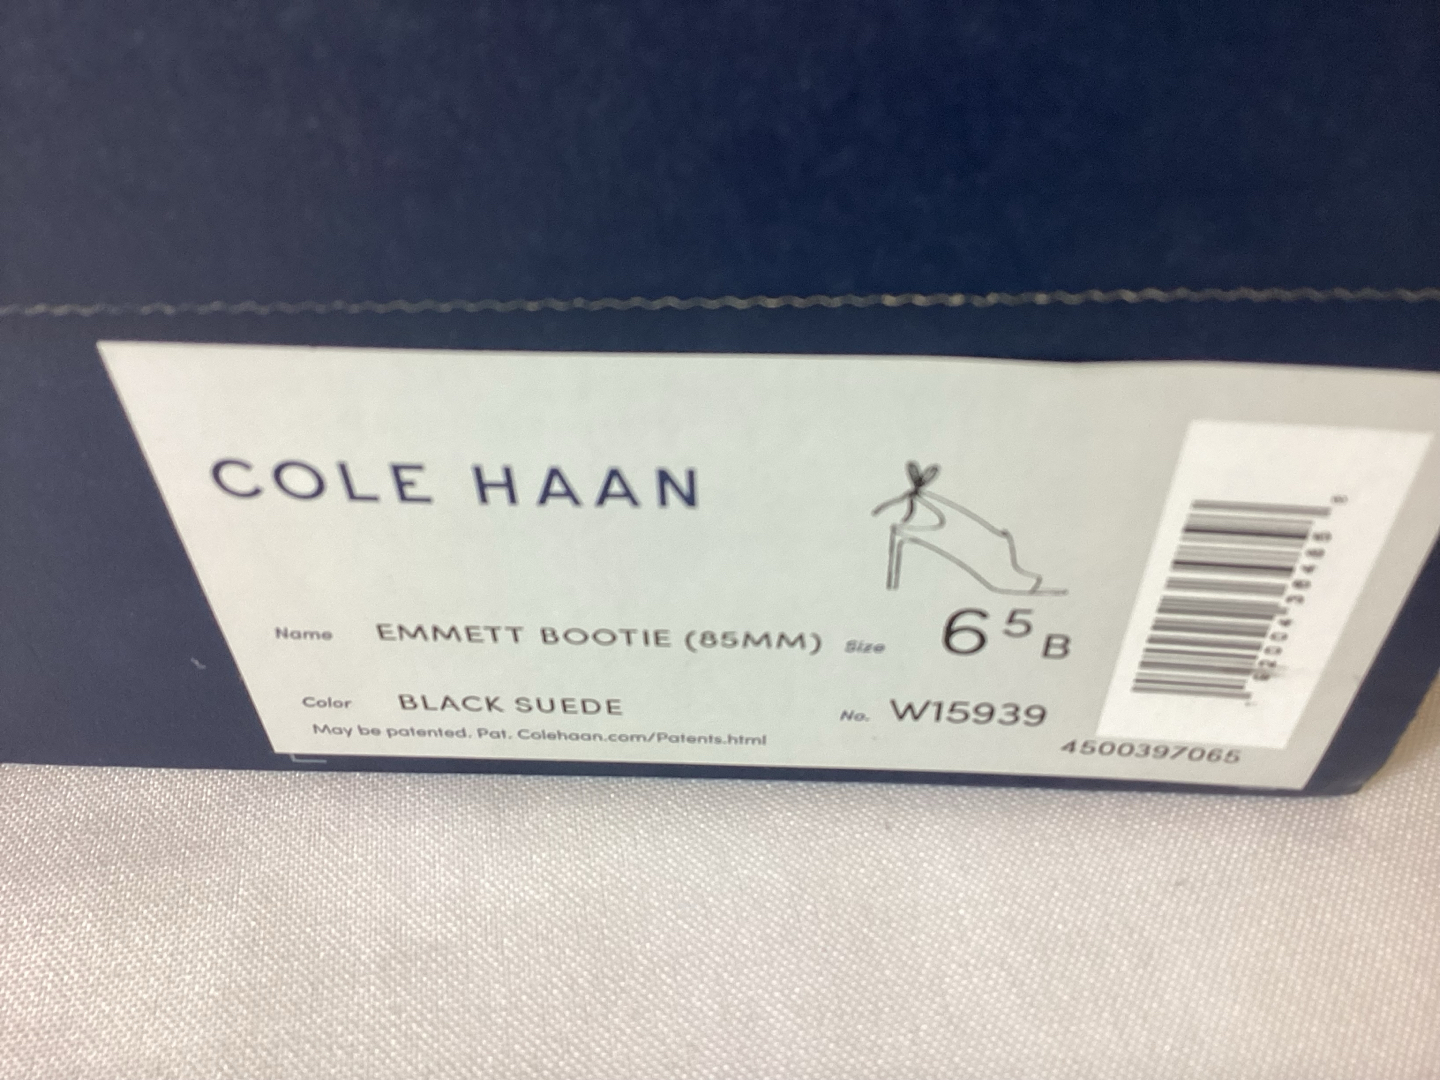 COLE HAAN
Name EMMETT BOOTIE (85MM) Size 6 5 B
Color BLACK SUEDE No. W15939
May be patented. Pat. Colehaan.com/Patents.html
4500397065